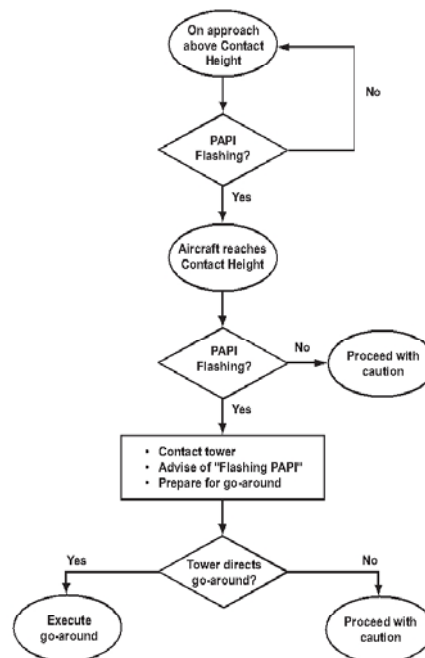 On approach
above Contact
Height
No
PAPI
Flashing?
Yes
Aircraft reaches
Contact Height
PAPI
Flashing?
No
Proceed with
caution
Yes
• Contact tower
• Advise of "Flashing PAPI"
• Prepare for go-around
Yes
Tower directs
go-around?
No
Execute
go-around
Proceed with
caution